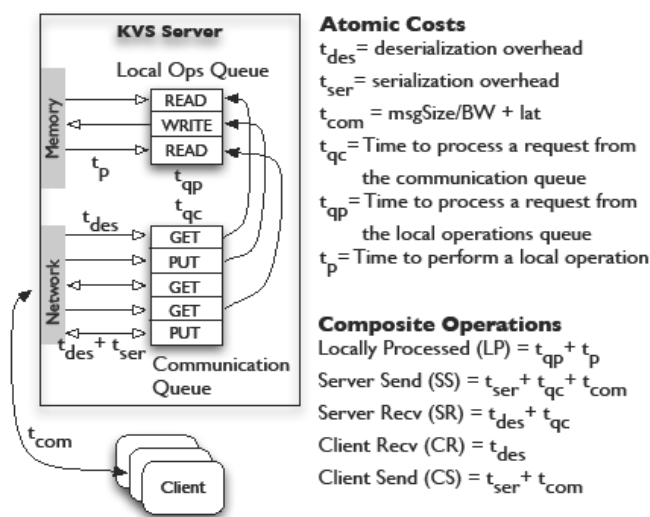 KVS Server
Local Ops Queue
READ
WRITE
READ
Memory
t_p
t_qp
t_qc
t_des
GET
PUT
GET
GET
PUT
Network
t_des + t_ser
Communication
Queue
t_com
Client
Atomic Costs
t_des = deserialization overhead
t_ser = serialization overhead
t_com = msgSize/BW + lat
t_qc = Time to process a request from
the communication queue
t_qp = Time to process a request from
the local operations queue
t_p = Time to perform a local operation
Composite Operations
Locally Processed (LP) = t_qp + t_p
Server Send (SS) = t_ser + t_qc + t_com
Server Recv (SR) = t_des + t_qc
Client Recv (CR) = t_des
Client Send (CS) = t_ser + t_com